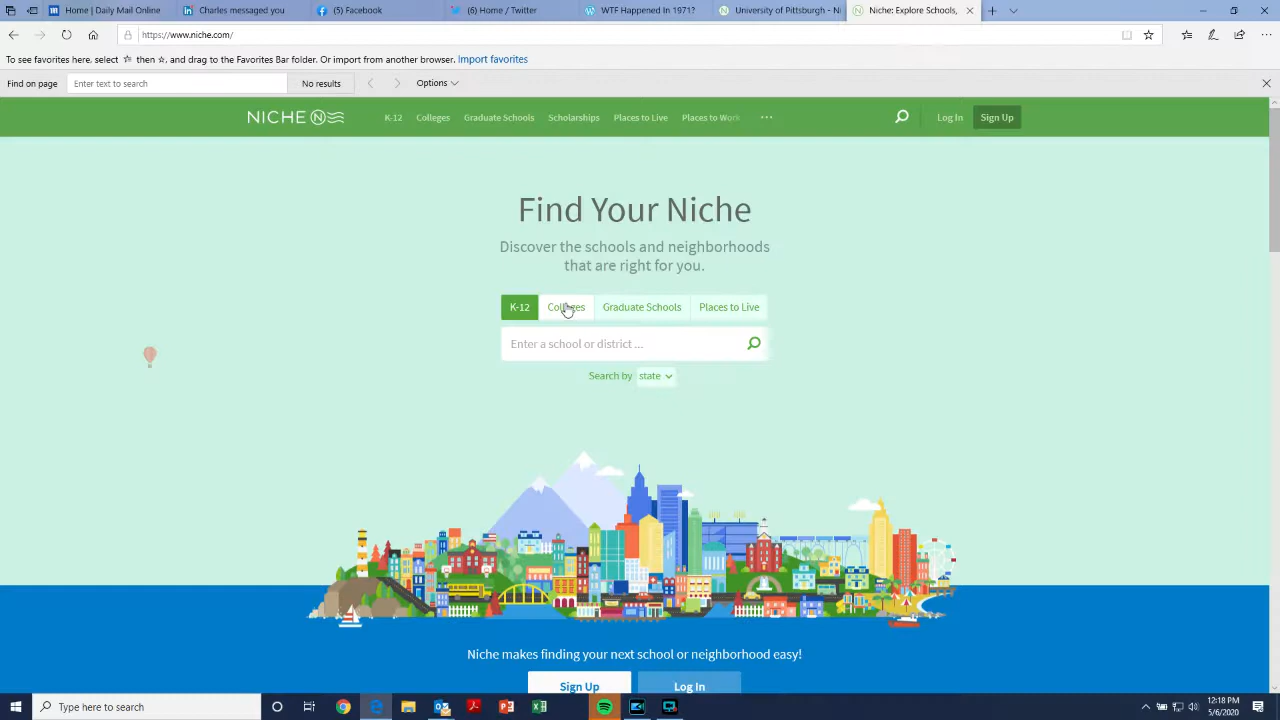 Home | Daily Mail Online
Charles messaged you
(5) Facebook
(2) Home / Twitter
WTF Happened In 1971?
University of Pittsburgh - Ni
Niche: Explore Schools,
https://www.niche.com/
To see favorites here, select ☆ then ☆, and drag to the Favorites Bar folder. Or import from another browser. Import favorites
Find on page Enter text to search No results Options
NICHE N K-12 Colleges Graduate Schools Scholarships Places to Live Places to Work ••• Log In Sign Up
Find Your Niche
Discover the schools and neighborhoods
that are right for you.
K-12 Colleges Graduate Schools Places to Live
Enter a school or district ...
Search by state
Niche makes finding your next school or neighborhood easy!
Sign Up Log In
Type here to search
12:18 PM
5/6/2020